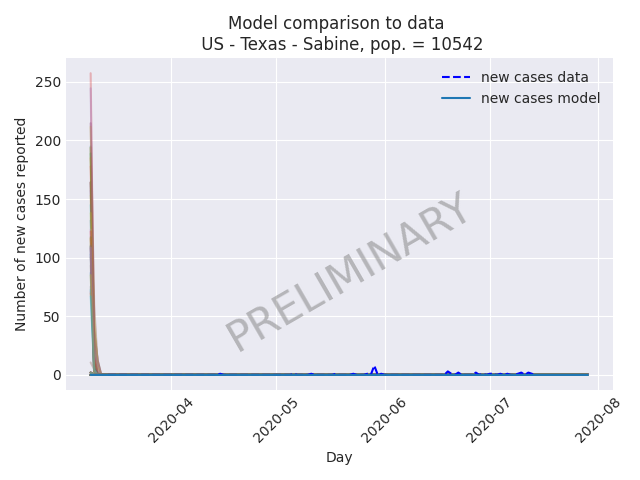 Model comparison to data
US - Texas - Sabine, pop. = 10542
new cases data
new cases model
Number of new cases reported
250
200
150
100
50
0
PRELIMINARY
2020-04
2020-05
2020-06
2020-07
2020-08
Day